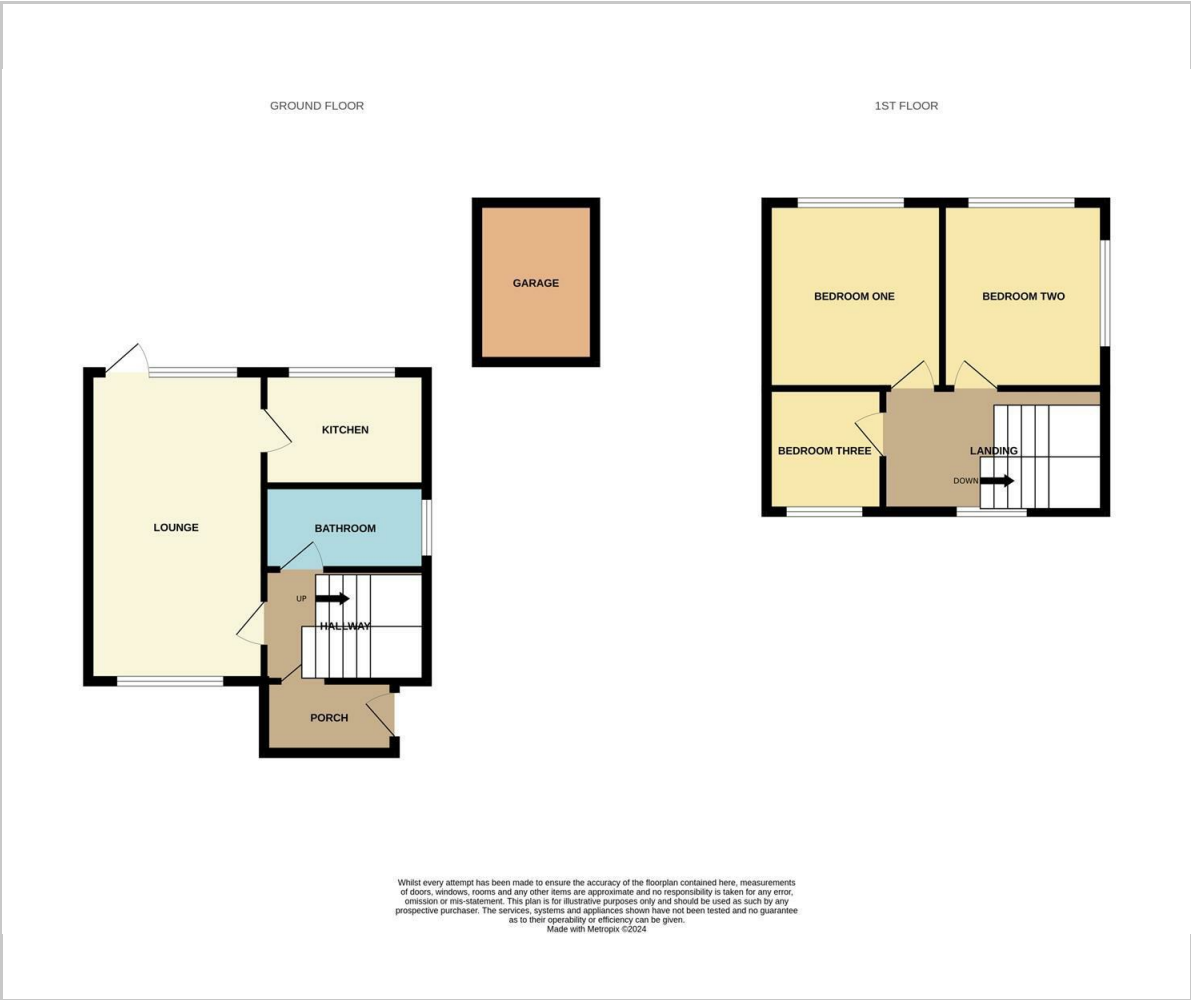 GROUND FLOOR
1ST FLOOR
GARAGE
BEDROOM ONE
BEDROOM TWO
KITCHEN
BEDROOM THREE
LANDING
DOWN
LOUNGE
BATHROOM
UP
HALLWAY
PORCH
Whilst every attempt has been made to ensure the accuracy of the floorplan contained here, measurements
of doors, windows, rooms and any other items are approximate and no responsibility is taken for any error,
omission or mis-statement. This plan is for illustrative purposes only and should be used as such by any
prospective purchaser. The services, systems and appliances shown have not been tested and no guarantee
as to their operability or efficiency can be given.
Made with Metropix ©2024